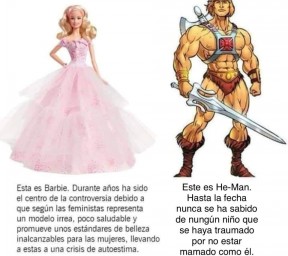 Esta es Barbie. Durante años ha sido
el centro de la controversia debido a
que según las feministas representa
un modelo irrea, poco saludable y
promueve unos estándares de belleza
inalcanzables para las mujeres, llevando
a estas a una crisis de autoestima.
Este es He-Man.
Hasta la fecha
nunca se ha sabido
de nungún niño que
se haya traumado
por no estar
mamado como él.